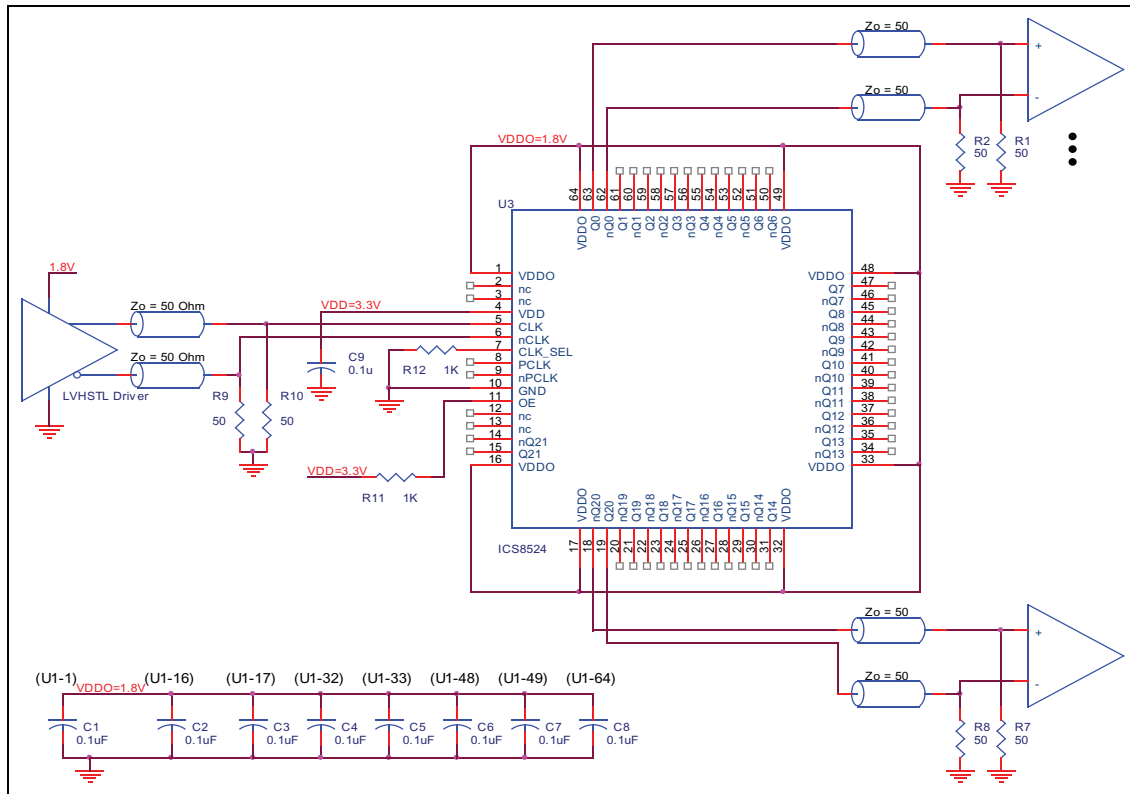 Zo = 50
+
Zo = 50
-
R2
50
R1
50
VDDO=1.8V
U3
64
63
62
61
60
59
58
57
56
55
54
53
52
51
50
49
VDDO
Q0
nQ0
Q1
nQ1
Q2
nQ2
Q3
nQ3
Q4
nQ4
Q5
nQ5
Q6
nQ6
VDDO
1.8V
Zo = 50 Ohm
Zo = 50 Ohm
LVHSTL Driver
R9
50
R10
50
VDD=3.3V
C9
0.1u
R12
1K
VDD=3.3V
R11
1K
1 VDDO
2 nc
3 nc
4 VDD
5 CLK
6 nCLK
7 CLK_SEL
8 PCLK
9 nPCLK
10 GND
11 OE
12 nc
13 nc
14 nQ21
15 Q21
16 VDDO
VDDO 48
Q7 47
nQ7 46
Q8 45
nQ8 44
Q9 43
nQ9 42
Q10 41
nQ10 40
Q11 39
nQ11 38
Q12 37
nQ12 36
Q13 35
nQ13 34
VDDO 33
VDDO
nQ20
Q20
nQ19
Q19
nQ18
Q18
nQ17
Q17
nQ16
Q16
nQ15
Q15
nQ14
Q14
VDDO
17
18
19
20
21
22
23
24
25
26
27
28
29
30
31
32
ICS8524
Zo = 50
+
Zo = 50
-
R8
50
R7
50
(U1-1)
(U1-16)
(U1-17)
(U1-32)
(U1-33)
(U1-48)
(U1-49)
(U1-64)
VDDO=1.8V
C1
0.1uF
C2
0.1uF
C3
0.1uF
C4
0.1uF
C5
0.1uF
C6
0.1uF
C7
0.1uF
C8
0.1uF